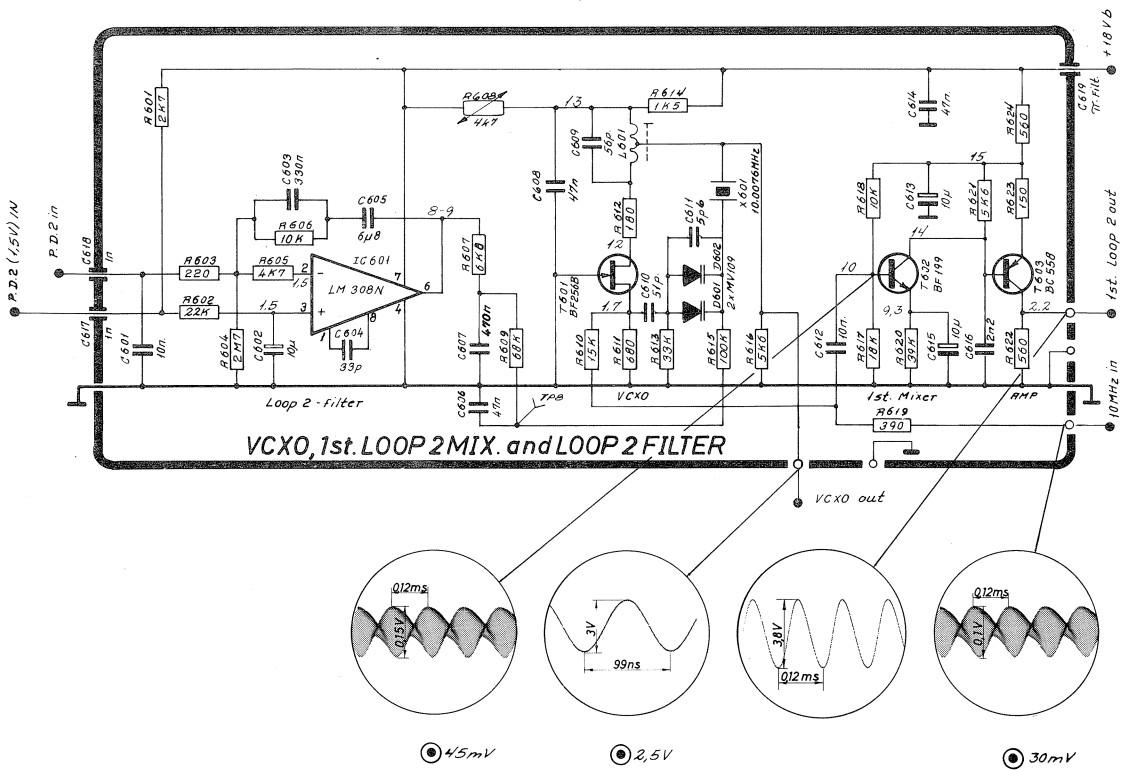 +18Vb
C619
π. Filt.
R601
2K7
R608
4k7
13
R614
1K5
C614
47n.
R624
560
C603
330n
C609
56p.
L601
C608
47n
X601
10.0076MHz
R618
10K
C613
10µ
15
R621
5K6
R623
150
C605
6µ8
8-9
R606
10K
R612
180
C611
5p6
D602
P.D.2 in
C618
1n
R603
220
R605
4K7
IC601
LM 308N
2
1,5
3
7
6
4
1
8
R607
6K8
12
T601
BF256B
1,7
C610
51p.
D601
2xMV109
10
14
T602
BF199
9,3
T603
BC558
2,2
1st. Loop 2 out
P.D.2 (1,5V) IN
C617
1n
R602
22K
1.5
C601
10n.
R604
2M7
C602
10µ
C604
33p
C607
470n
R609
68K
R610
15K
R611
680
R613
33K
R615
100K
R616
5K6
C612
10n.
R617
18K
R620
39K
C615
10µ
C616
2n2
R622
560
Loop 2 -filter
C606
47n
TP8
VCXO
1st. Mixer
AMP
R619
390
10MHz in
VCXO, 1st. LOOP 2 MIX. and LOOP 2 FILTER
VCXO out
0,12ms
0,15V
3V
99ns
3,8V
0,12ms
0,12ms
0,1V
45mV
2,5V
30mV